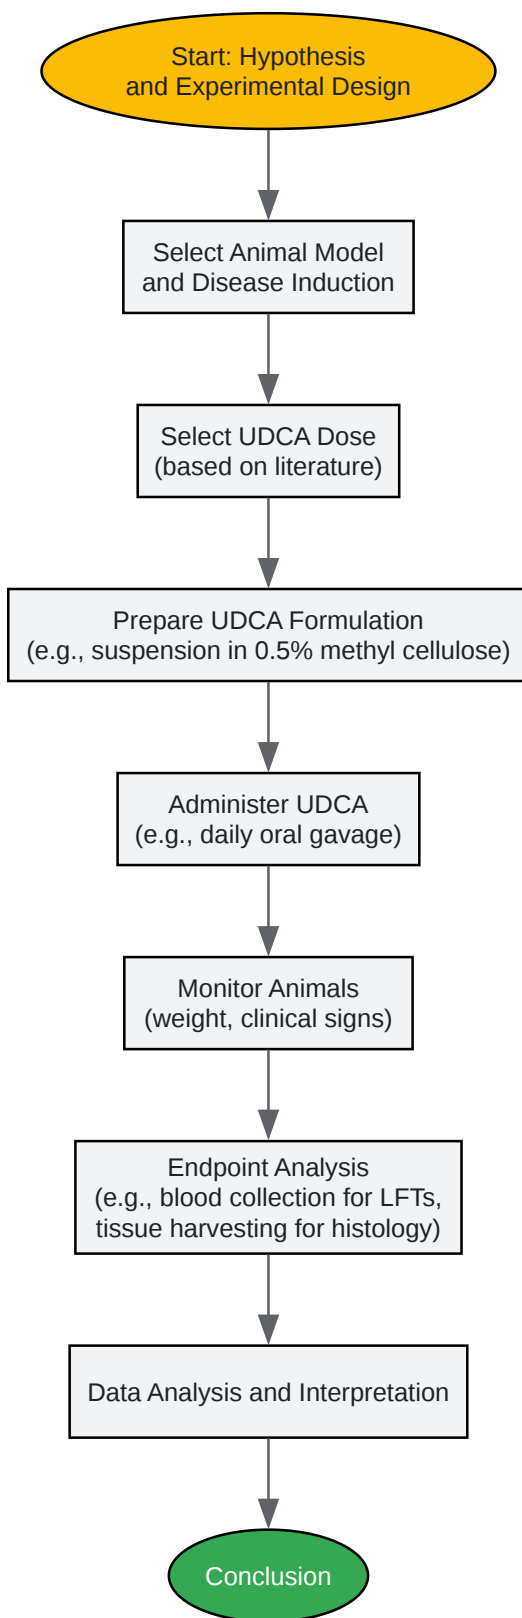 Start: Hypothesis
and Experimental Design
Select Animal Model
and Disease Induction
Select UDCA Dose
(based on literature)
Prepare UDCA Formulation
(e.g., suspension in 0.5% methyl cellulose)
Administer UDCA
(e.g., daily oral gavage)
Monitor Animals
(weight, clinical signs)
Endpoint Analysis
(e.g., blood collection for LFTs,
tissue harvesting for histology)
Data Analysis and Interpretation
Conclusion